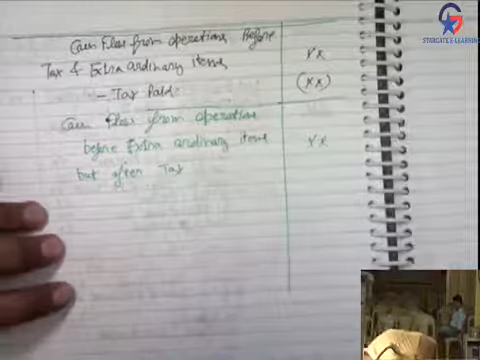 Cash Flow from operations Before
Tax & Extra ordinary items
XX
- Tax Paid
(XX)
Cash Flow from operation
before Extra ordinary items
XX
but after Tax
STARGATE E-LEARNING